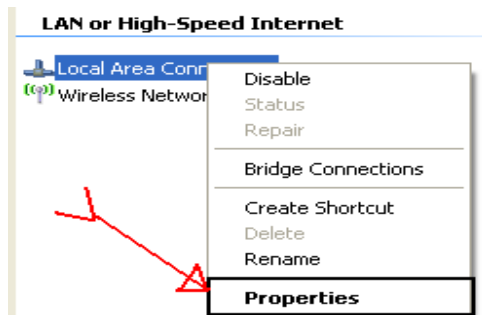 LAN or High-Speed Internet
Local Area Conn
Wireless Networ
Disable
Status
Repair
Bridge Connections
Create Shortcut
Delete
Rename
Properties